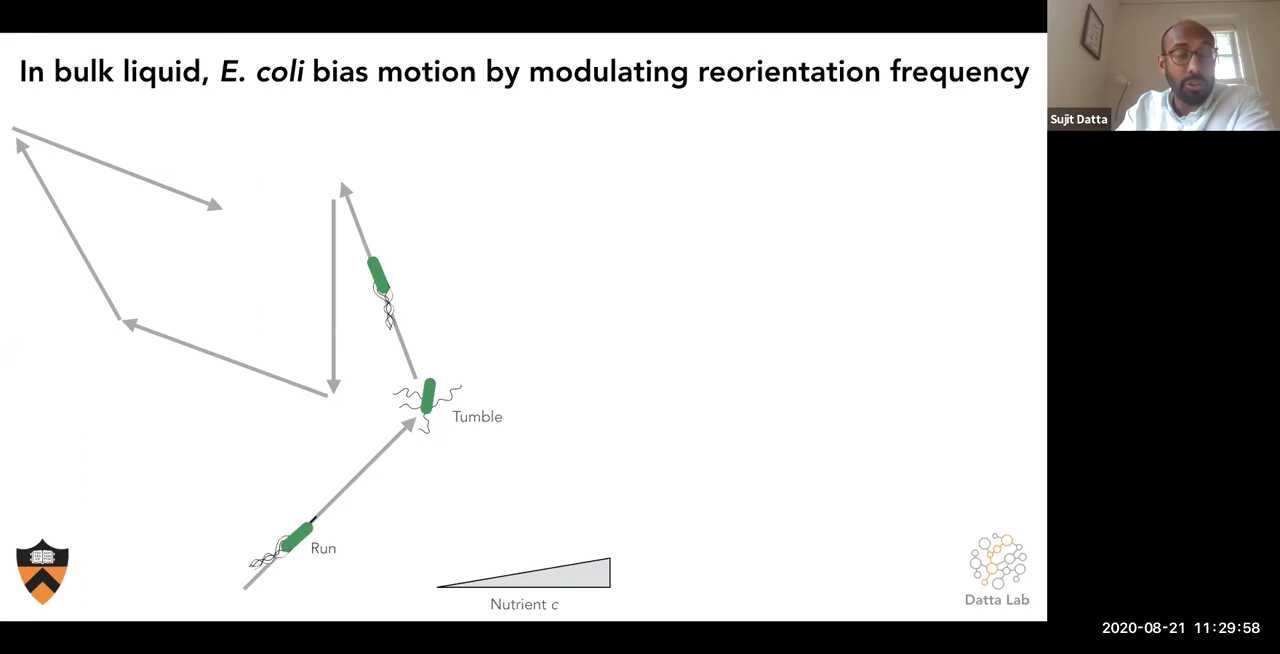 In bulk liquid, E. coli bias motion by modulating reorientation frequency
Sujit Datta
Tumble
Run
Nutrient c
Datta Lab
2020-08-21 11:29:58